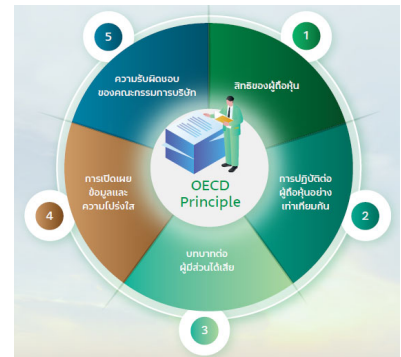 1
สิทธิของผู้ถือหุ้น
2
การปฏิบัติต่อ
ผู้ถือหุ้นอย่าง
เท่าเทียมกัน
3
บทบาทต่อ
ผู้มีส่วนได้เสีย
4
การเปิดเผย
ข้อมูลและ
ความโปร่งใส
5
ความรับผิดชอบ
ของคณะกรรมการบริษัท
OECD
Principle